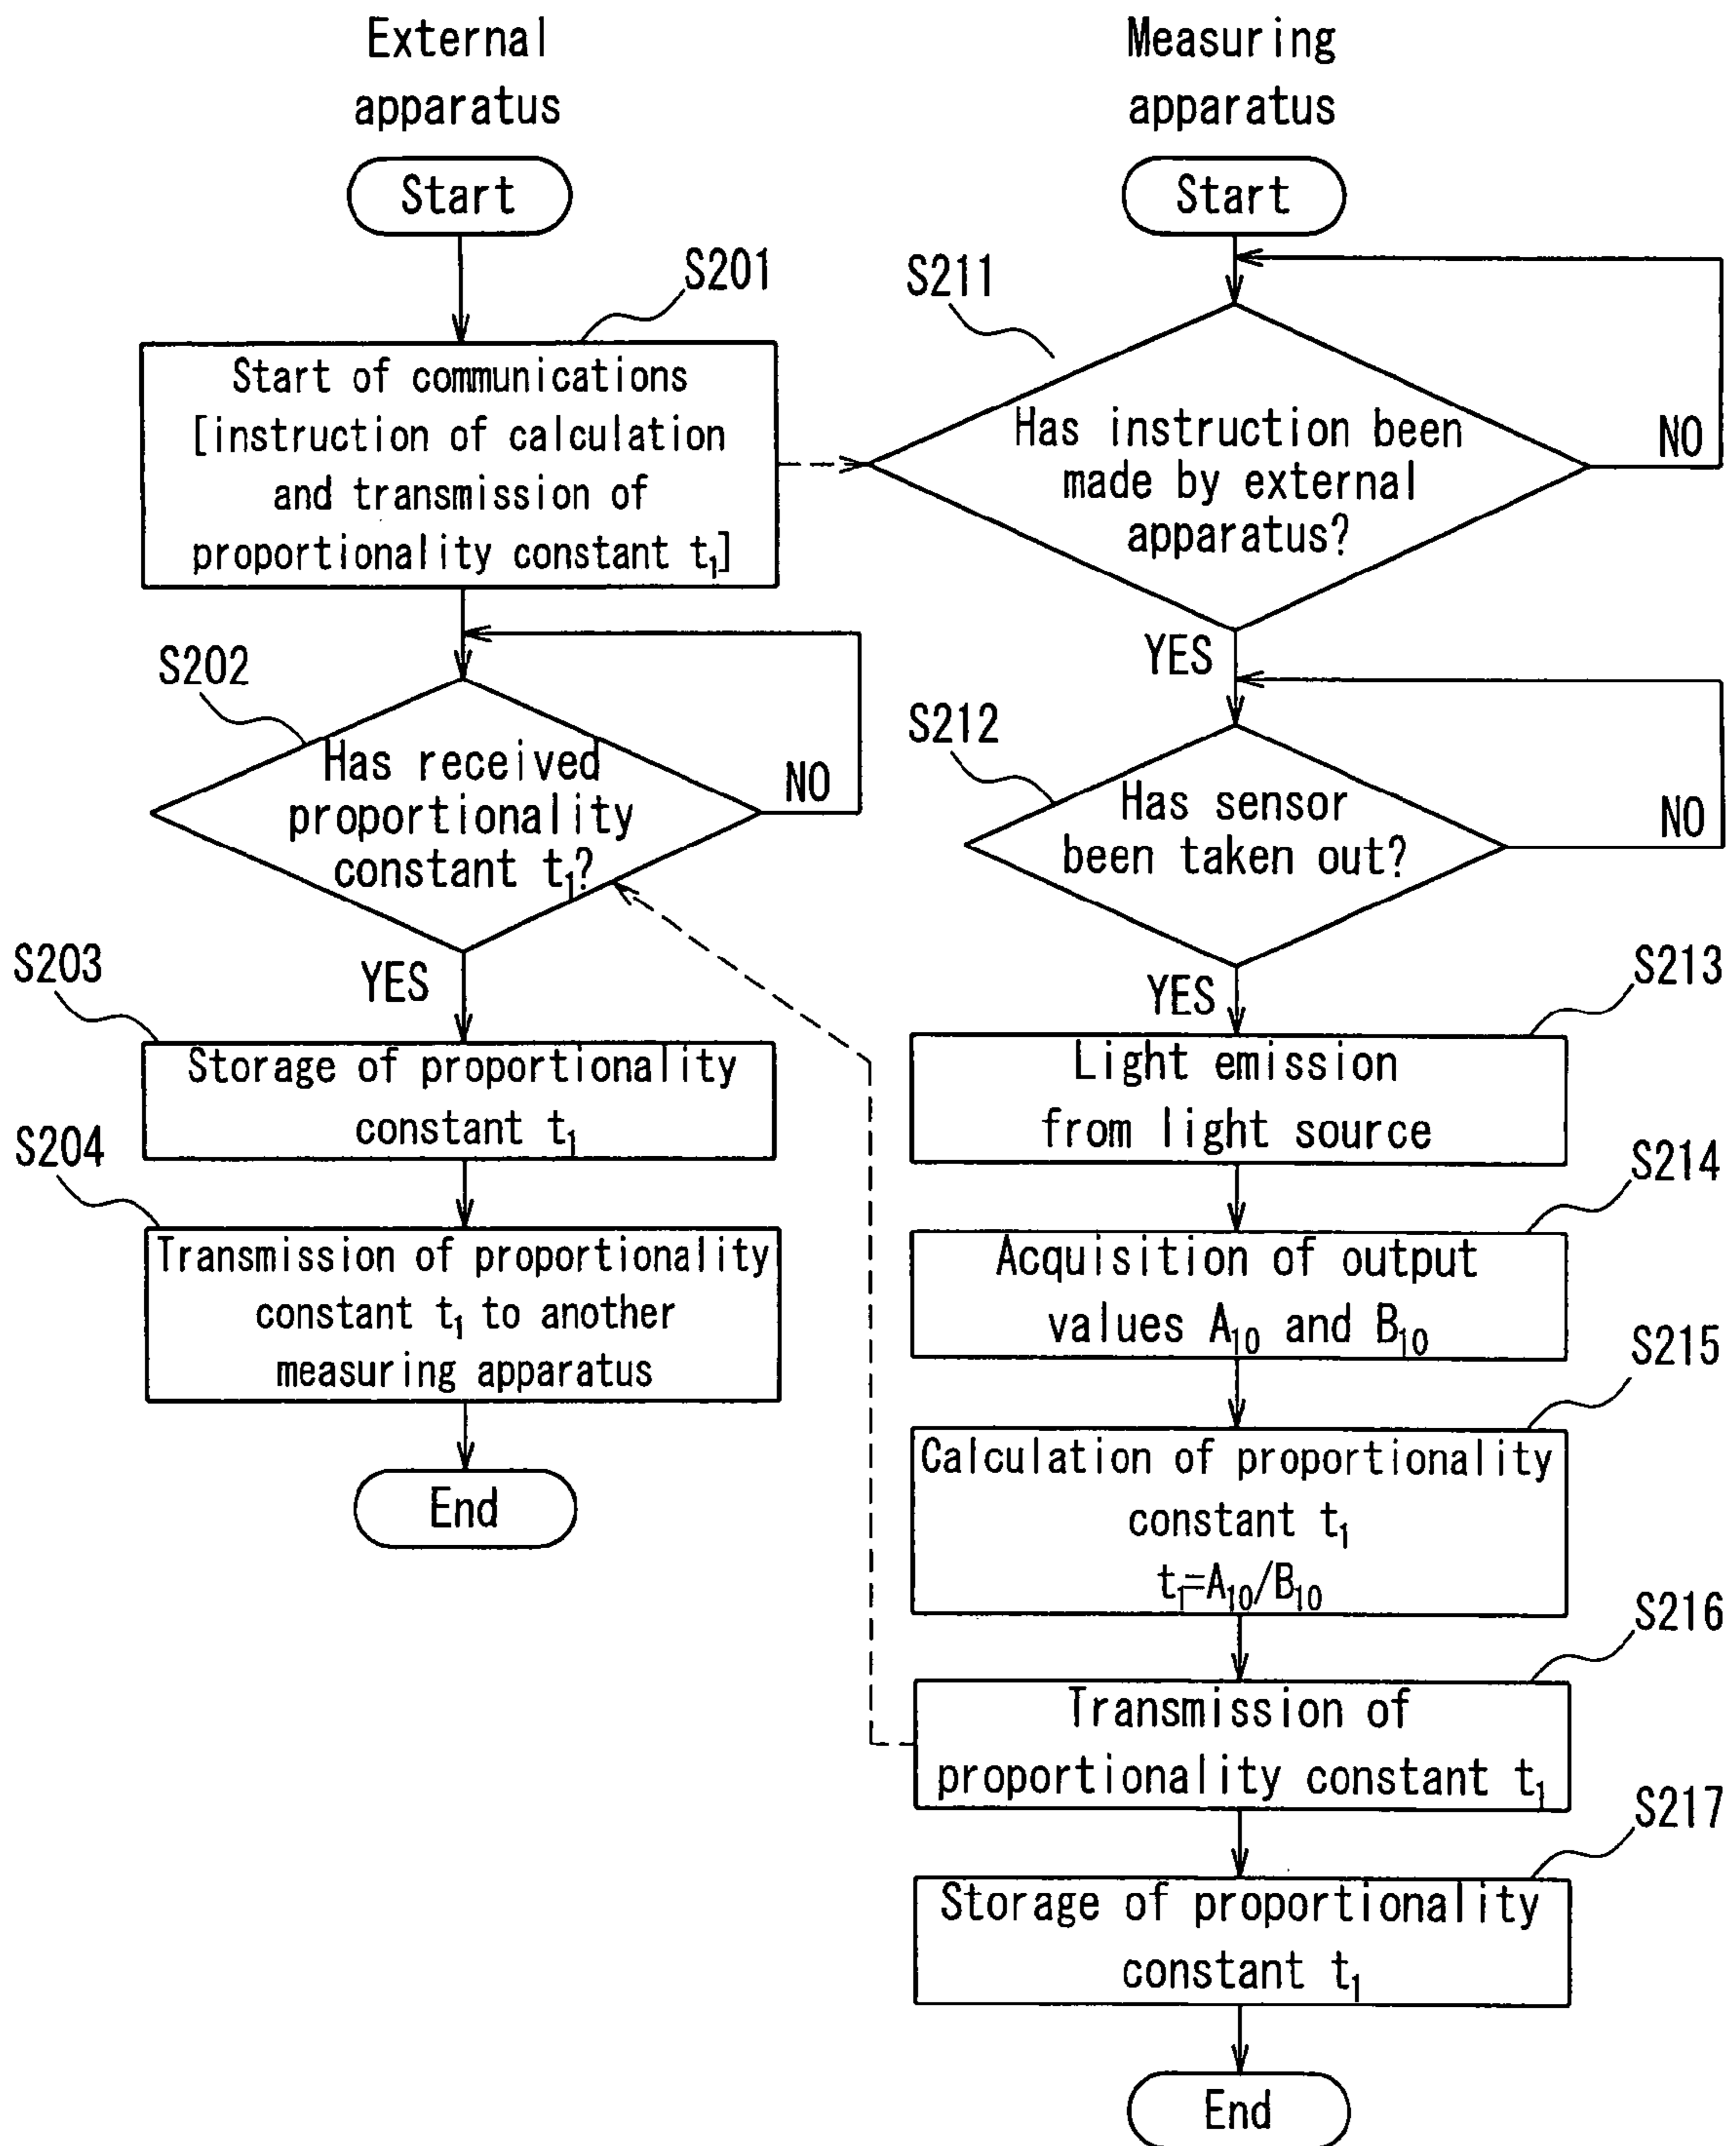 External
apparatus
Start
S201
Start of communications
[instruction of calculation
and transmission of
proportionality constant t₁]
S202
Has received
proportionality
constant t₁?
NO
YES
S203
Storage of proportionality
constant t₁
S204
Transmission of proportionality
constant t₁ to another
measuring apparatus
End
Measuring
apparatus
Start
S211
Has instruction been
made by external
apparatus?
NO
YES
S212
Has sensor
been taken out?
NO
YES
S213
Light emission
from light source
S214
Acquisition of output
values A₁₀ and B₁₀
S215
Calculation of proportionality
constant t₁
t₁=A₁₀/B₁₀
S216
Transmission of
proportionality constant t₁
S217
Storage of proportionality
constant t₁
End